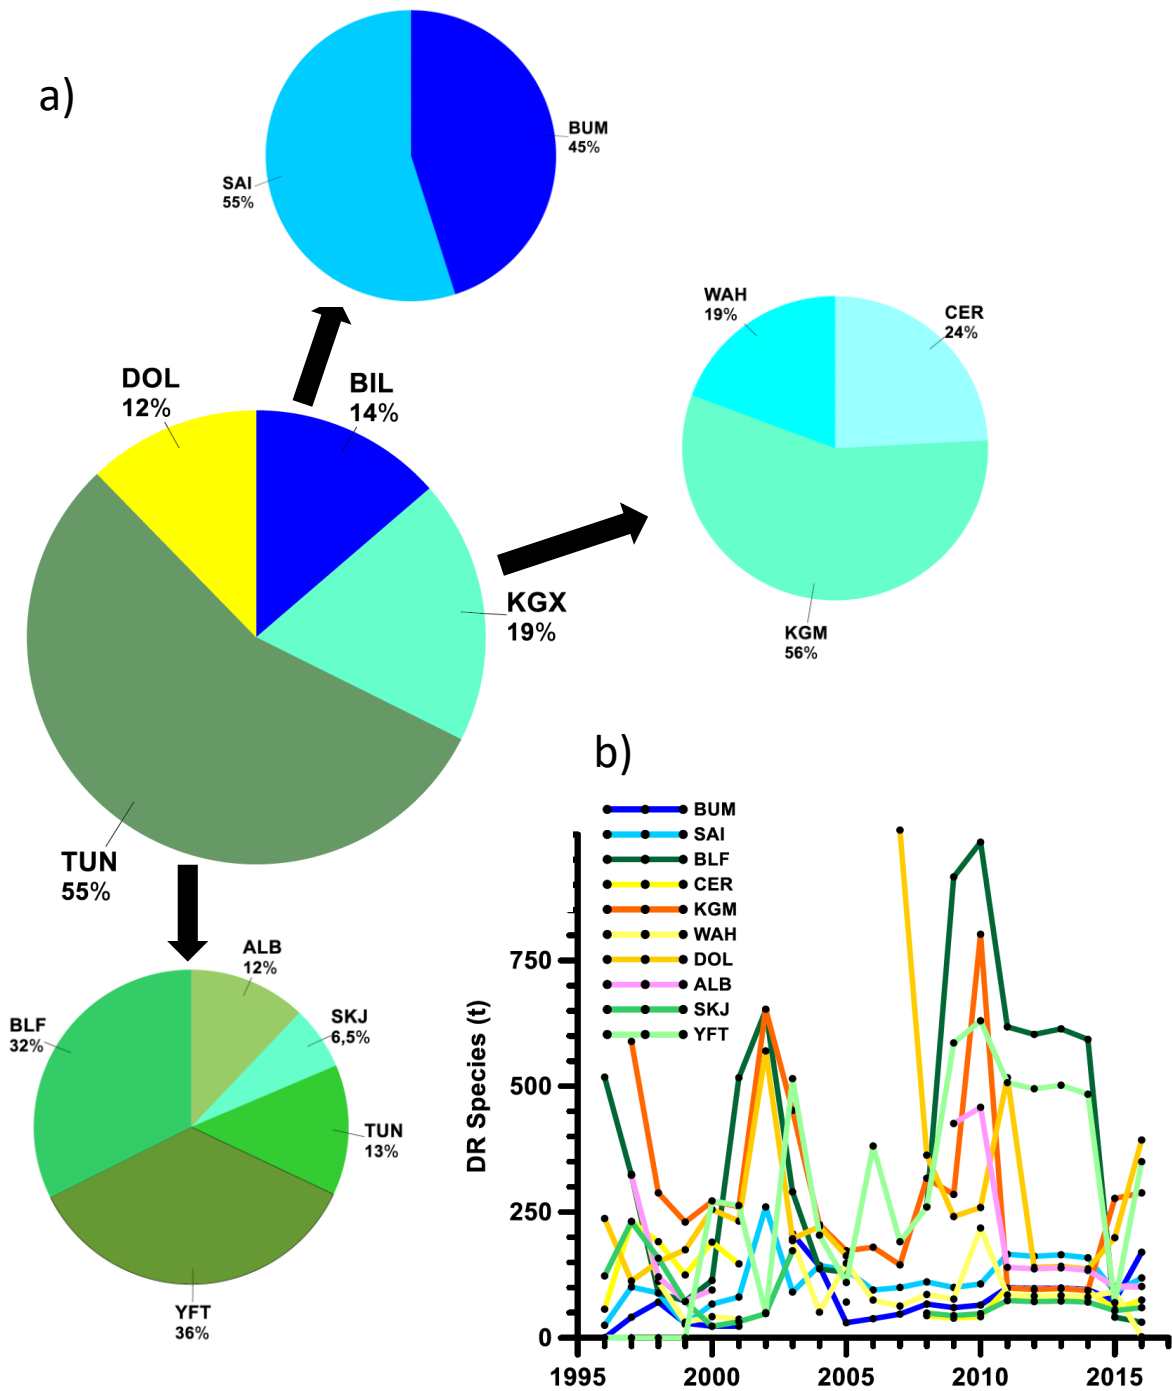 a)
BUM
45%
SAI
55%
WAH
19%
CER
24%
DOL
12%
BIL
14%
KGX
19%
KGM
56%
TUN
55%
ALB
12%
SKJ
6,5%
BLF
32%
TUN
13%
YFT
36%
b)
BUM
SAI
BLF
CER
KGM
WAH
DOL
ALB
SKJ
YFT
DR Species (t)
750
500
250
0
1995
2000
2005
2010
2015